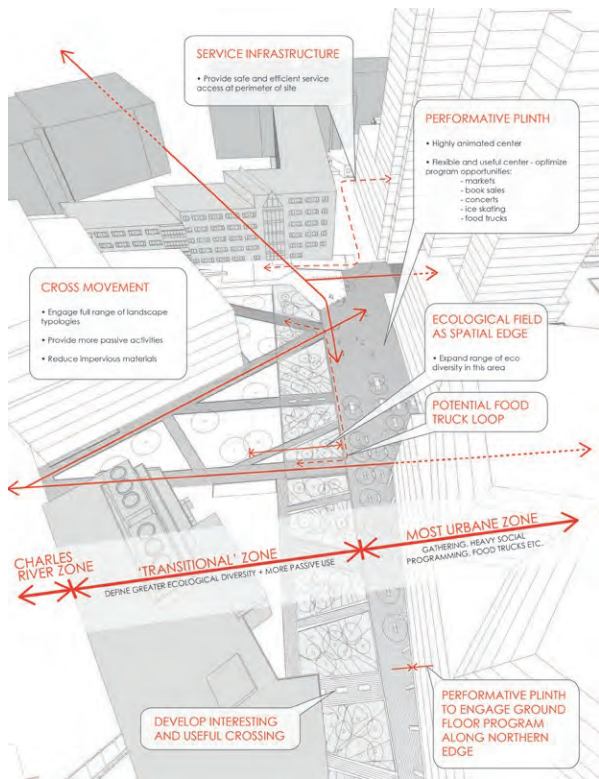 SERVICE INFRASTRUCTURE
• Provide safe and efficient service
access at perimeter of site
PERFORMATIVE PLINTH
• Highly animated center
• Flexible and useful center - optimize
program opportunities:
- markets
- book sales
- concerts
- ice skating
- food trucks
CROSS MOVEMENT
• Engage full range of landscape
typologies
• Provide more passive activities
• Reduce impervious materials
ECOLOGICAL FIELD
AS SPATIAL EDGE
• Expand range of eco
diversity in this area
POTENTIAL FOOD
TRUCK LOOP
CHARLES
RIVER ZONE
'TRANSITIONAL' ZONE
DEFINE GREATER ECOLOGICAL DIVERSITY + MORE PASSIVE USE
MOST URBANE ZONE
GATHERING, HEAVY SOCIAL
PROGRAMMING, FOOD TRUCKS ETC.
DEVELOP INTERESTING
AND USEFUL CROSSING
PERFORMATIVE PLINTH
TO ENGAGE GROUND
FLOOR PROGRAM
ALONG NORTHERN
EDGE